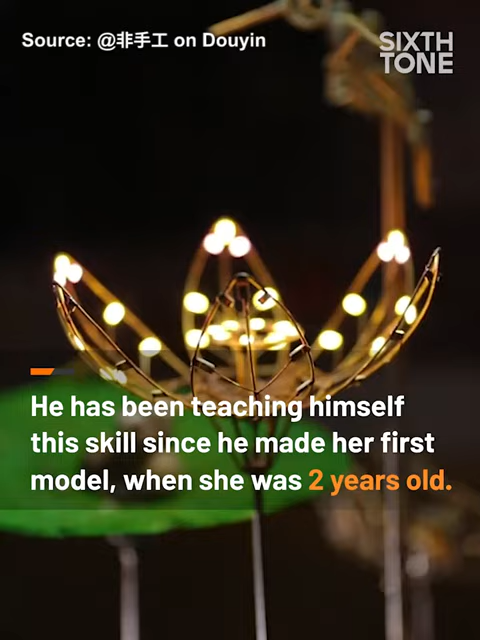 Source: @非手工 on Douyin
SIXTH
TONE
He has been teaching himself
this skill since he made her first
model, when she was 2 years old.